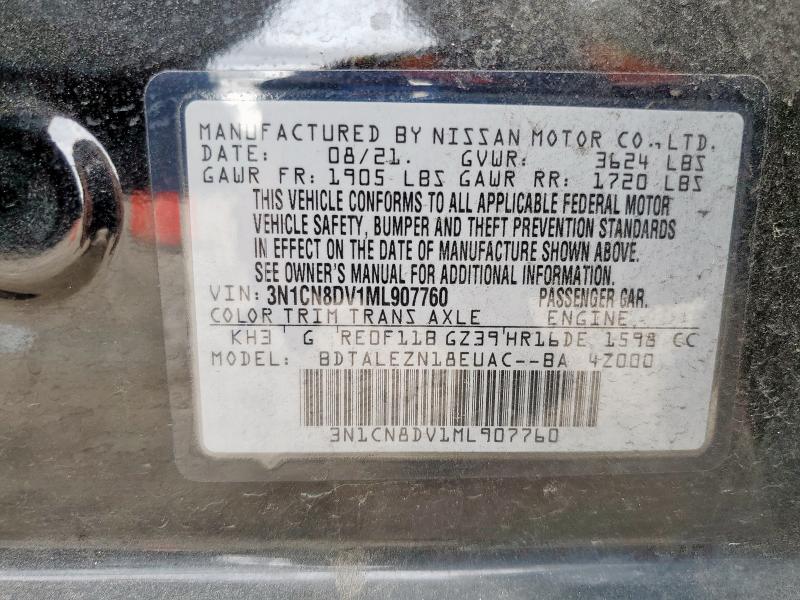 MANUFACTURED BY NISSAN MOTOR CO.,LTD.
DATE: 08/21. GVWR: 3624 LBS
GAWR FR: 1905 LBS GAWR RR: 1720 LBS
THIS VEHICLE CONFORMS TO ALL APPLICABLE FEDERAL MOTOR
VEHICLE SAFETY, BUMPER AND THEFT PREVENTION STANDARDS
IN EFFECT ON THE DATE OF MANUFACTURE SHOWN ABOVE.
SEE OWNER'S MANUAL FOR ADDITIONAL INFORMATION.
VIN: 3N1CN8DV1ML907760 PASSENGER CAR.
COLOR TRIM TRANS AXLE ENGINE
KH3 G RE0F11B GZ39 HR16DE 1598 CC
MODEL: BDTALEZN18EUAC--BA 4Z000
3N1CN8DV1ML907760